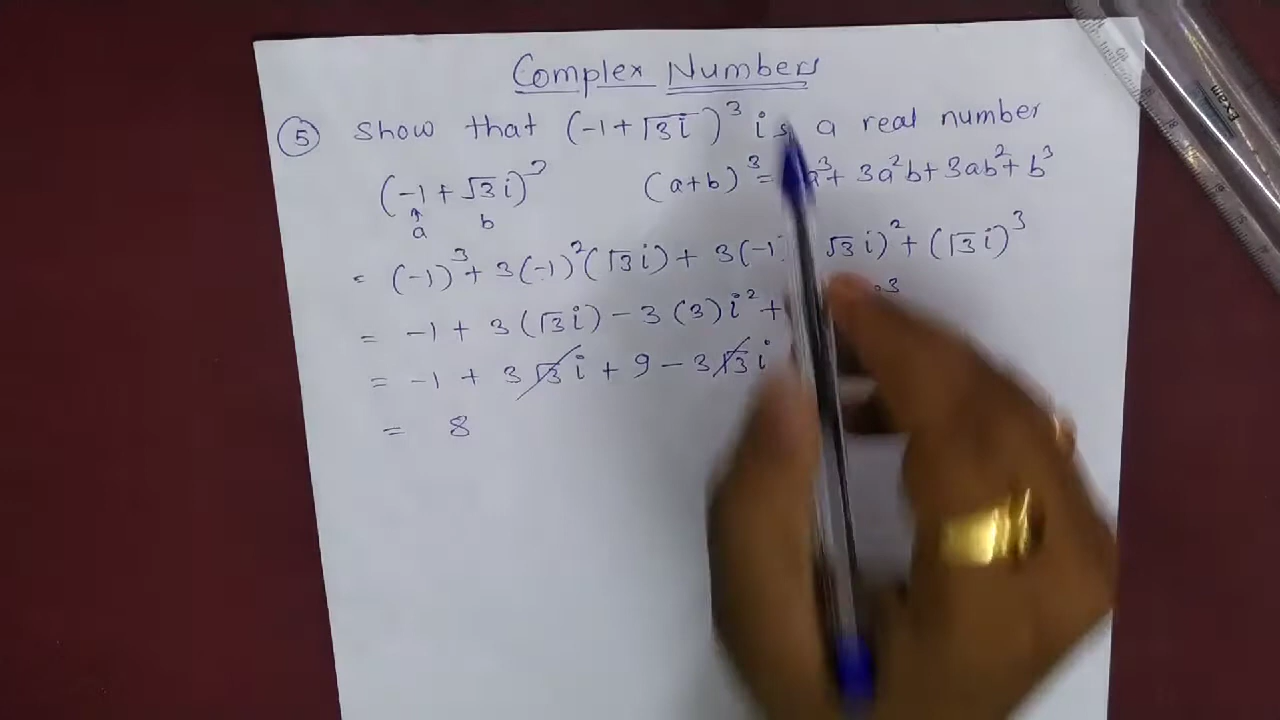 Complex Numbers
5 Show that (-1+√3i)³ is a real number
(-1+√3i)³ (a+b)³= a³+ 3a²b+3ab²+b³
a b
= (-1)³+ 3(-1)²(√3i)+ 3(-1) √3i)²+(√3i)³
= -1 + 3(√3i) - 3(3)i²+ ³
= -1 + 3√3i + 9 - 3√3i
= 8
Exam